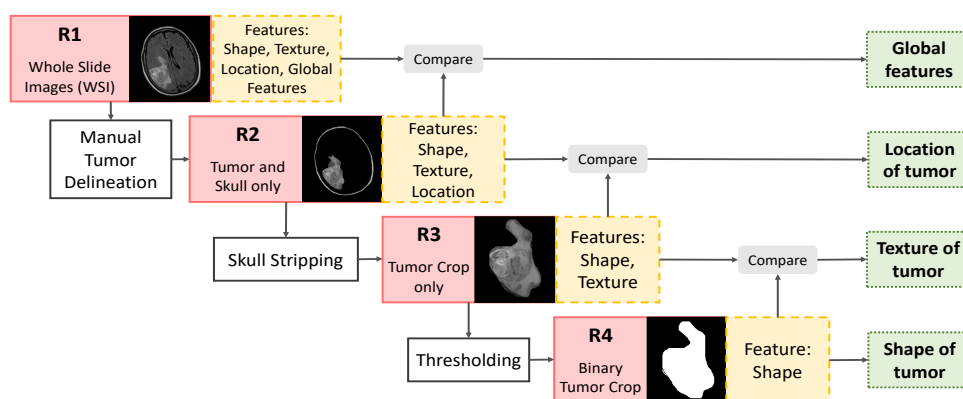 R1
Whole Slide
Images (WSI)
Features:
Shape, Texture,
Location, Global
Features
Compare
Global
features
Manual
Tumor
Delineation
R2
Tumor and
Skull only
Features:
Shape,
Texture,
Location
Compare
Location
of tumor
Skull Stripping
R3
Tumor Crop
only
Features:
Shape,
Texture
Compare
Texture of
tumor
Thresholding
R4
Binary
Tumor Crop
Feature:
Shape
Shape of
tumor